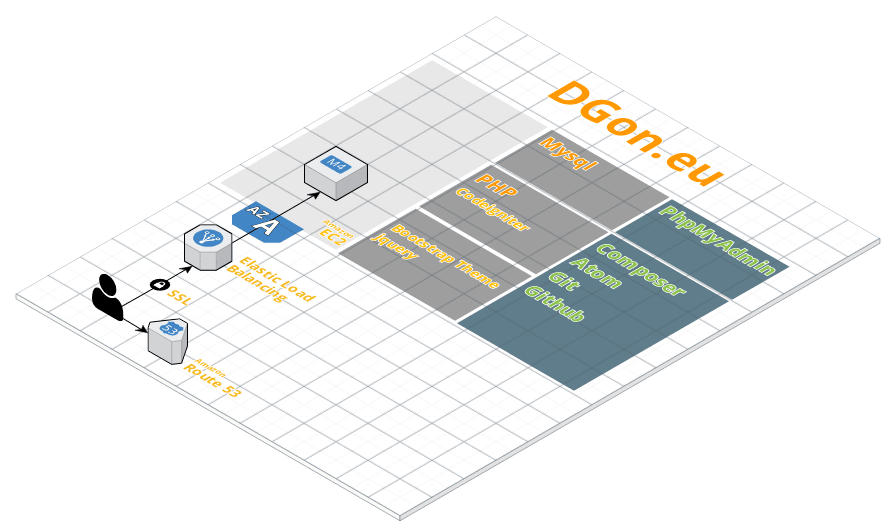 DGon.eu
Mysql
PHP
Codeigniter
Bootstrap Theme
jquery
PhpMyAdmin
Composer
Atom
Git
Github
M4
AZ
A
Amazon
EC2
Elastic Load
Balancing
SSL
53
Amazon
Route 53